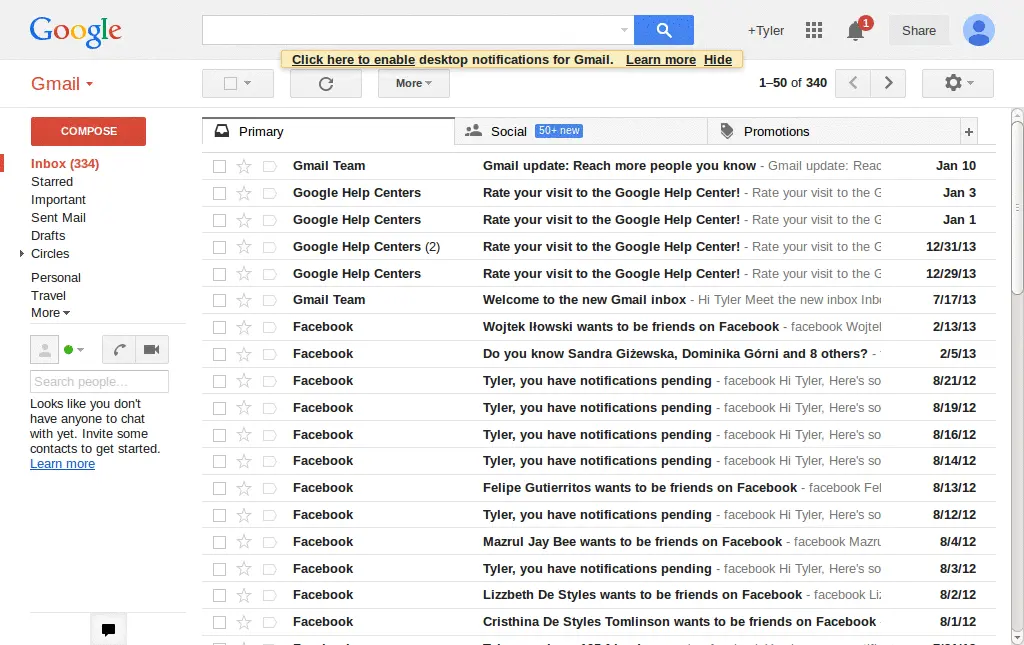 Google
+Tyler
1
Share
Click here to enable desktop notifications for Gmail. Learn more Hide
Gmail
More
1–50 of 340
COMPOSE
Inbox (334)
Starred
Important
Sent Mail
Drafts
Circles
Personal
Travel
More
Search people...
Looks like you don't
have anyone to chat
with yet. Invite some
contacts to get started.
Learn more
Primary
Social 50+ new
Promotions
+
Gmail Team Gmail update: Reach more people you know - Gmail update: Reac Jan 10
Google Help Centers Rate your visit to the Google Help Center! - Rate your visit to the G Jan 3
Google Help Centers Rate your visit to the Google Help Center! - Rate your visit to the G Jan 1
Google Help Centers (2) Rate your visit to the Google Help Center! - Rate your visit to the G 12/31/13
Google Help Centers Rate your visit to the Google Help Center! - Rate your visit to the G 12/29/13
Gmail Team Welcome to the new Gmail inbox - Hi Tyler Meet the new inbox Inbo 7/17/13
Facebook Wojtek Iłowski wants to be friends on Facebook - facebook Wojtek 2/13/13
Facebook Do you know Sandra Giżewska, Dominika Górni and 8 others? - 2/5/13
Facebook Tyler, you have notifications pending - facebook Hi Tyler, Here's so 8/21/12
Facebook Tyler, you have notifications pending - facebook Hi Tyler, Here's so 8/19/12
Facebook Tyler, you have notifications pending - facebook Hi Tyler, Here's so 8/16/12
Facebook Tyler, you have notifications pending - facebook Hi Tyler, Here's so 8/14/12
Facebook Felipe Gutierritos wants to be friends on Facebook - facebook Fel 8/13/12
Facebook Tyler, you have notifications pending - facebook Hi Tyler, Here's so 8/12/12
Facebook Mazrul Jay Bee wants to be friends on Facebook - facebook Mazru 8/4/12
Facebook Tyler, you have notifications pending - facebook Hi Tyler, Here's so 8/3/12
Facebook Lizzbeth De Styles wants to be friends on Facebook - facebook Liz 8/2/12
Facebook Cristhina De Styles Tomlinson wants to be friends on Facebook 8/1/12